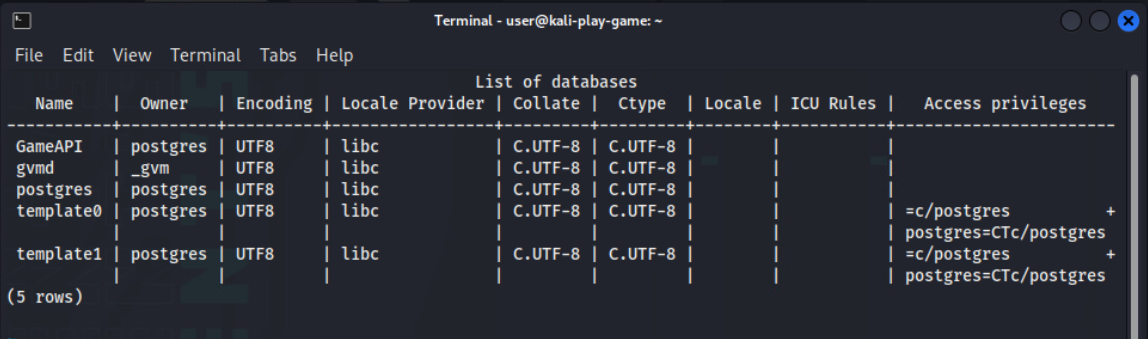 Terminal - user@kali-play-game: ~
File Edit View Terminal Tabs Help
List of databases
Name | Owner | Encoding | Locale Provider | Collate | Ctype | Locale | ICU Rules | Access privileges
-----------+----------+----------+-----------------+---------+---------+--------+-----------+-----------------------
GameAPI | postgres | UTF8 | libc | C.UTF-8 | C.UTF-8 | | |
gvmd | _gvm | UTF8 | libc | C.UTF-8 | C.UTF-8 | | |
postgres | postgres | UTF8 | libc | C.UTF-8 | C.UTF-8 | | |
template0 | postgres | UTF8 | libc | C.UTF-8 | C.UTF-8 | | | =c/postgres +
| | | | | | | | postgres=CTc/postgres
template1 | postgres | UTF8 | libc | C.UTF-8 | C.UTF-8 | | | =c/postgres +
| | | | | | | | postgres=CTc/postgres
(5 rows)